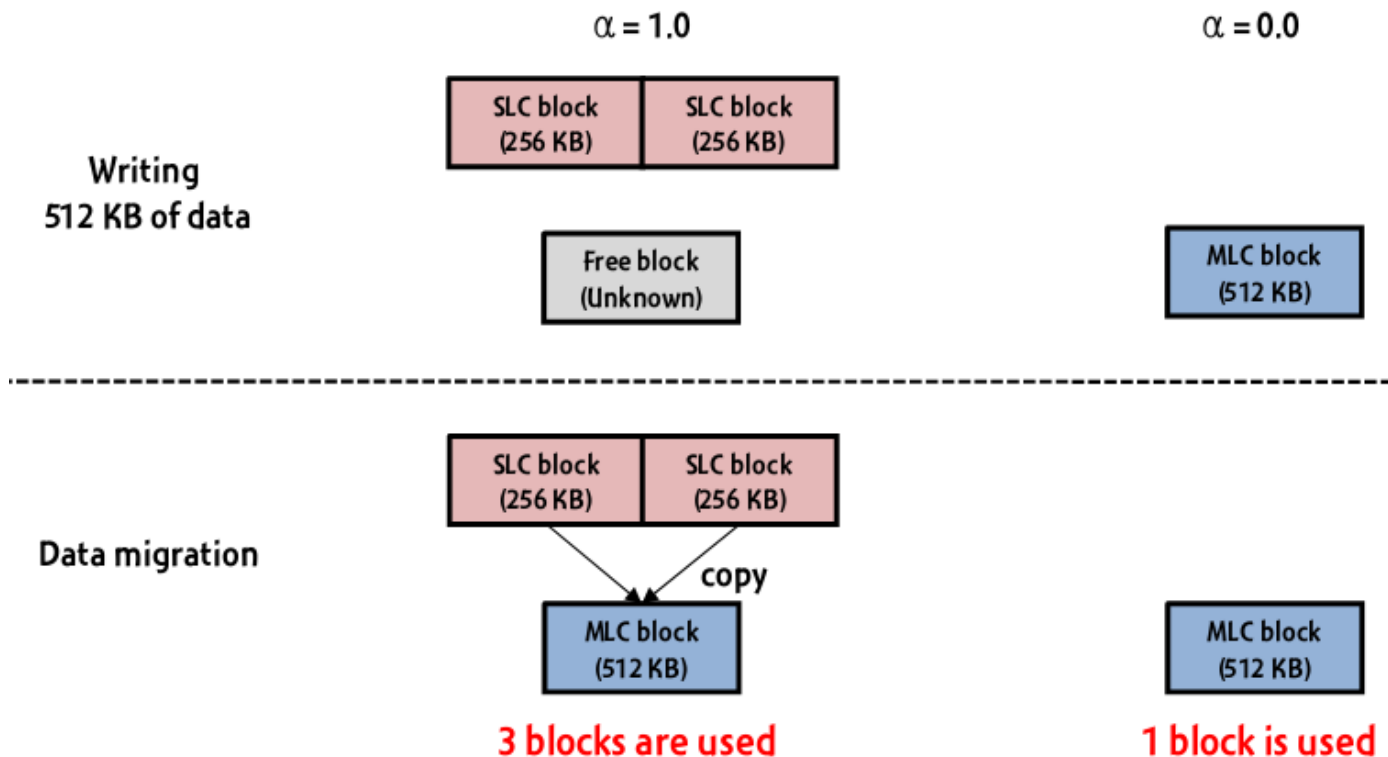 α = 1.0
α = 0.0
SLC block
(256 KB)
SLC block
(256 KB)
Writing
512 KB of data
Free block
(Unknown)
MLC block
(512 KB)
SLC block
(256 KB)
SLC block
(256 KB)
Data migration
copy
MLC block
(512 KB)
MLC block
(512 KB)
3 blocks are used
1 block is used